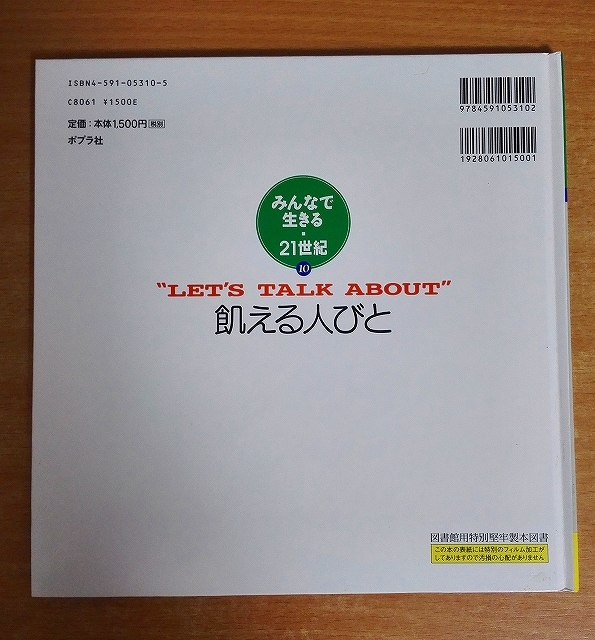 ISBN4-591-05310-5
C8061 ¥1500E
定価：本体1,500円 税別
ポプラ社
9784591053102
1928061015001
みんなで
生きる
・
21世紀
10
"LET'S TALK ABOUT"
飢える人びと
図書館用特別堅牢製本図書
この本の表紙には特別のフィルム加工が
してありますので汚損の心配がありません